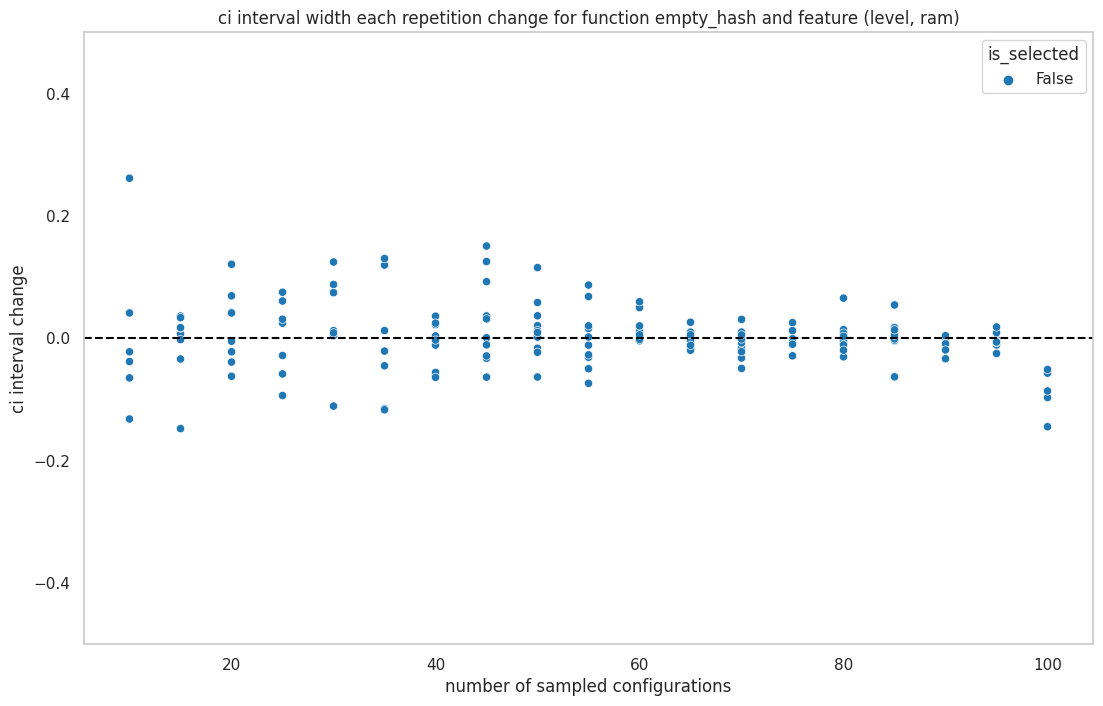 ci interval width each repetition change for function empty_hash and feature (level, ram)
is_selected
False
ci interval change
0.4
0.2
0.0
−0.2
−0.4
20
40
60
80
100
number of sampled configurations